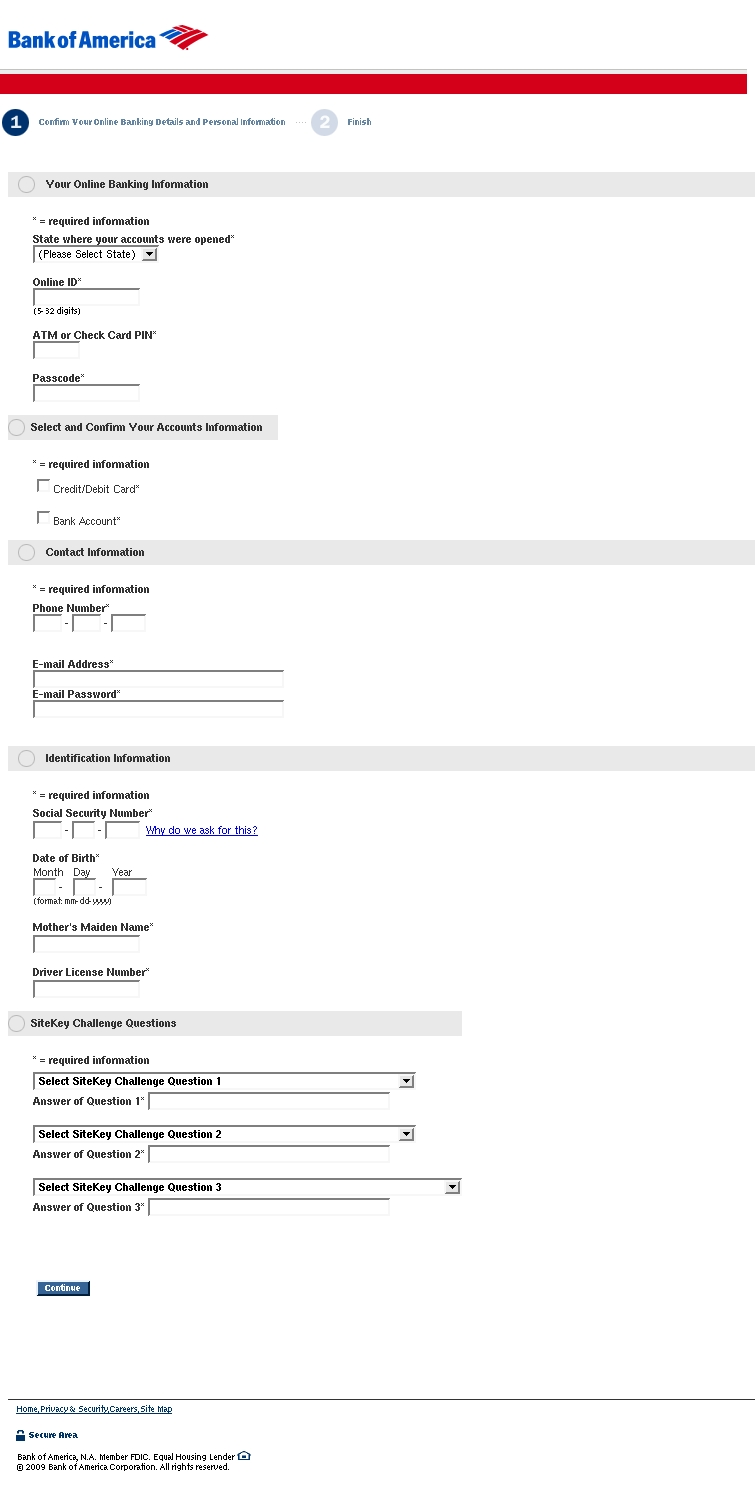 Bank of America
1 Confirm Your Online Banking Details and Personal Information ···· 2 Finish
Your Online Banking Information
* = required information
State where your accounts were opened*
(Please Select State)
Online ID*
(5-32 digits)
ATM or Check Card PIN*
Passcode*
Select and Confirm Your Accounts Information
* = required information
Credit/Debit Card*
Bank Account*
Contact Information
* = required information
Phone Number*
- -
E-mail Address*
E-mail Password*
Identification Information
* = required information
Social Security Number*
- - Why do we ask for this?
Date of Birth*
Month Day Year
- -
(format: mm-dd-yyyy)
Mother's Maiden Name*
Driver License Number*
SiteKey Challenge Questions
* = required information
Select SiteKey Challenge Question 1
Answer of Question 1*
Select SiteKey Challenge Question 2
Answer of Question 2*
Select SiteKey Challenge Question 3
Answer of Question 3*
Continue
Home,Privacy & Security,Careers,Site Map
Secure Area
Bank of America, N.A. Member FDIC. Equal Housing Lender
© 2009 Bank of America Corporation. All rights reserved.